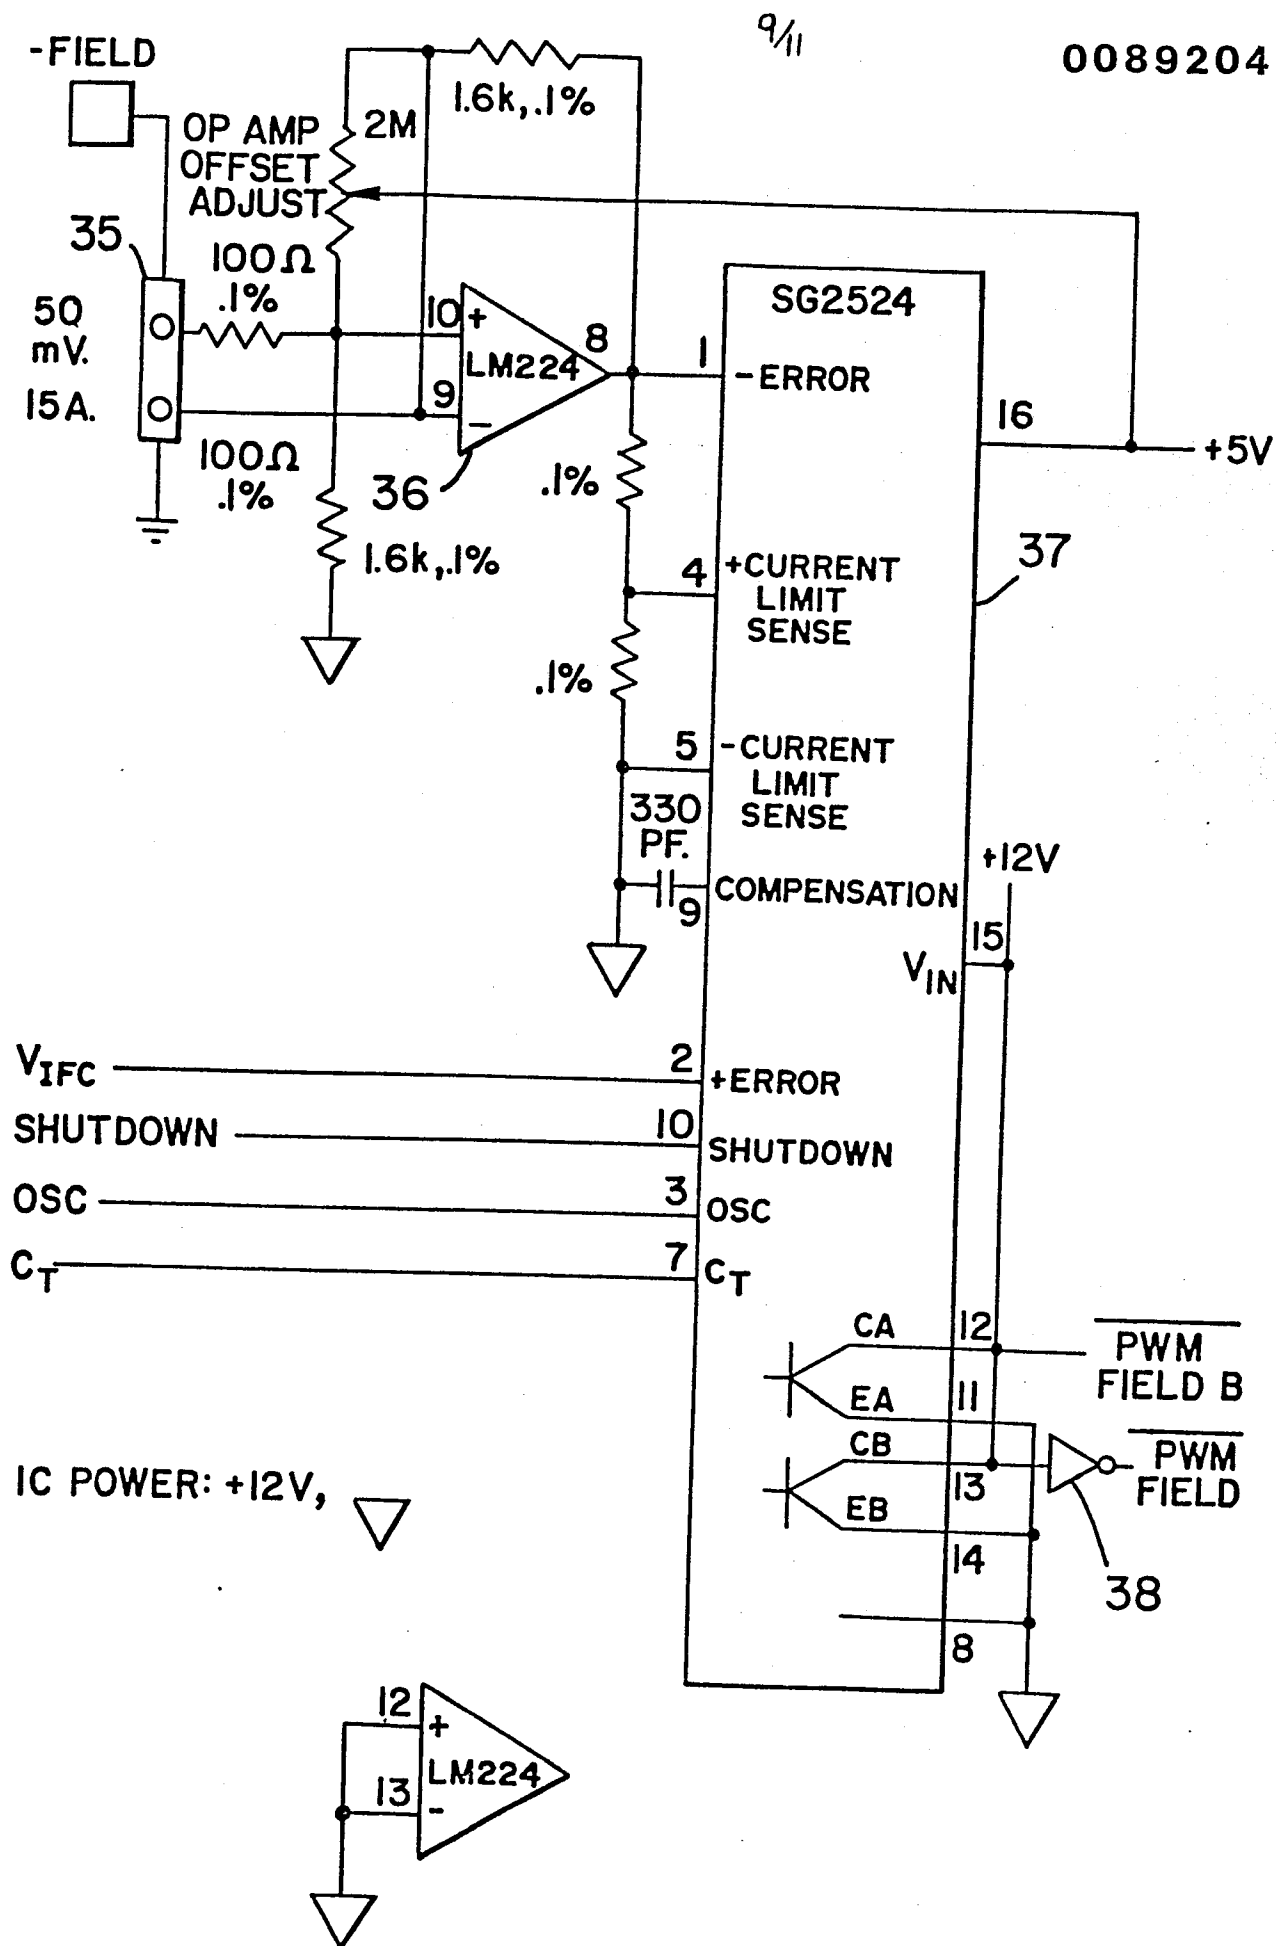 9/11
0089204
-FIELD
OP AMP
OFFSET
ADJUST
2M
1.6k,.1%
35
100Ω
.1%
50
mV.
15A.
100Ω
.1%
10
+
LM224
8
9
-
36
1.6k,.1%
SG2524
1
-ERROR
16
+5V
37
.1%
4
+CURRENT
LIMIT
SENSE
.1%
5
-CURRENT
LIMIT
SENSE
330
PF.
9
COMPENSATION
+12V
15
VIN
VIFC
2
+ERROR
SHUTDOWN
10
SHUTDOWN
OSC
3
OSC
CT
7
CT
CA
12
PWM
FIELD B
EA
11
CB
13
PWM
FIELD
EB
14
38
8
IC POWER: +12V,
12
+
LM224
13
-